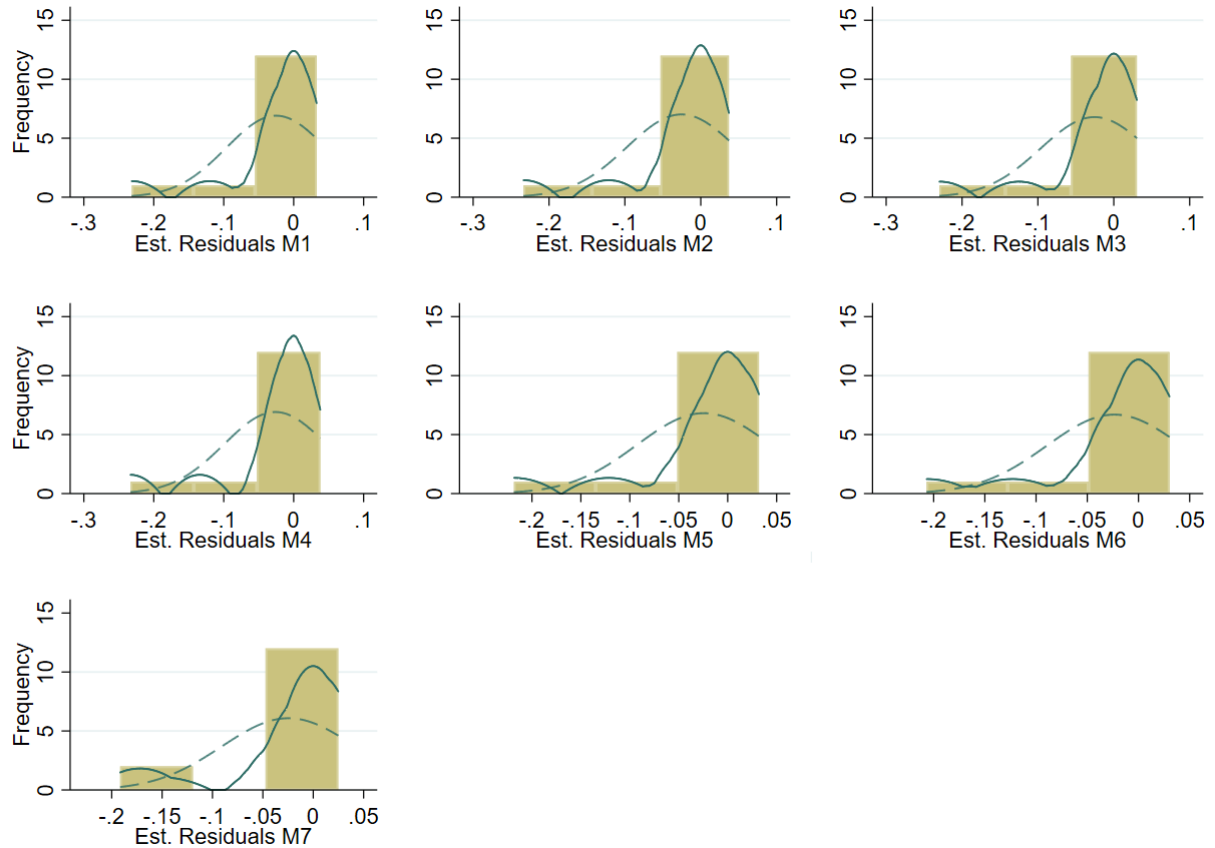 Frequency
15
10
5
0
-.3 -.2 -.1 0 .1
Est. Residuals M1
15
10
5
0
-.3 -.2 -.1 0 .1
Est. Residuals M2
15
10
5
0
-.3 -.2 -.1 0 .1
Est. Residuals M3
Frequency
15
10
5
0
-.3 -.2 -.1 0 .1
Est. Residuals M4
15
10
5
0
-.2 -.15 -.1 -.05 0 .05
Est. Residuals M5
15
10
5
0
-.2 -.15 -.1 -.05 0 .05
Est. Residuals M6
Frequency
15
10
5
0
-.2 -.15 -.1 -.05 0 .05
Est. Residuals M7